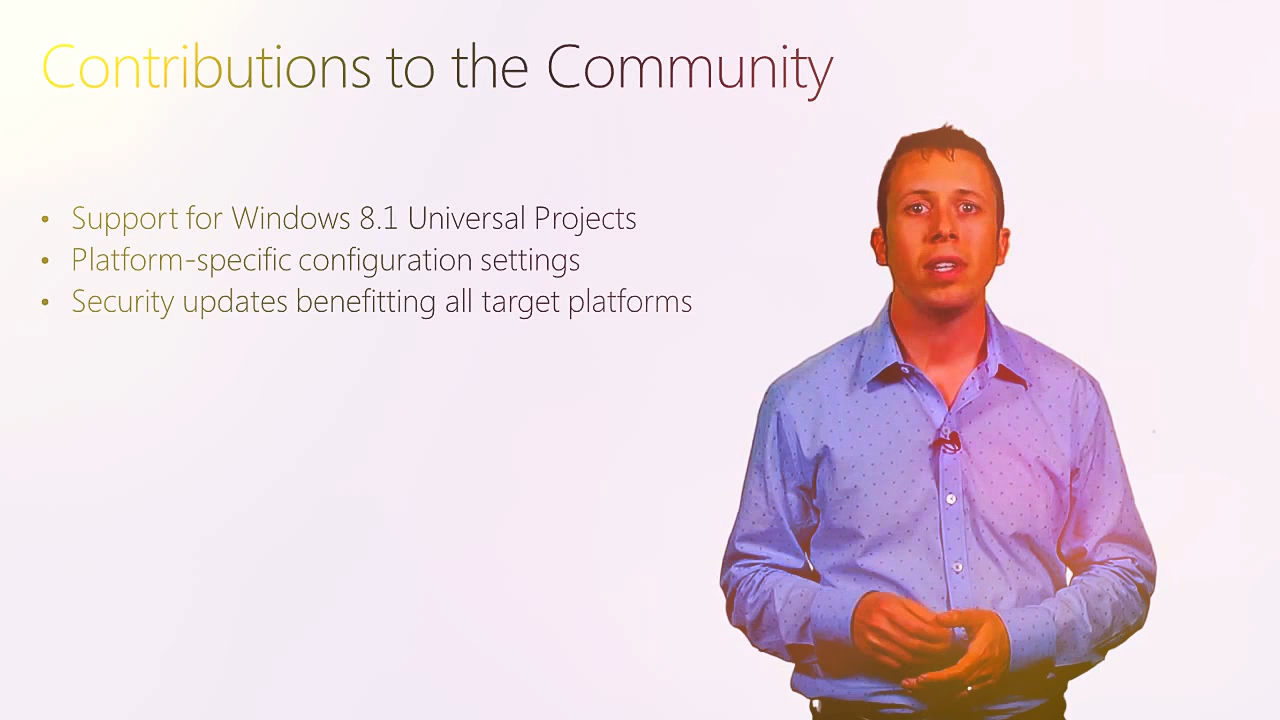 Contributions to the Community
• Support for Windows 8.1 Universal Projects
• Platform-specific configuration settings
• Security updates benefitting all target platforms